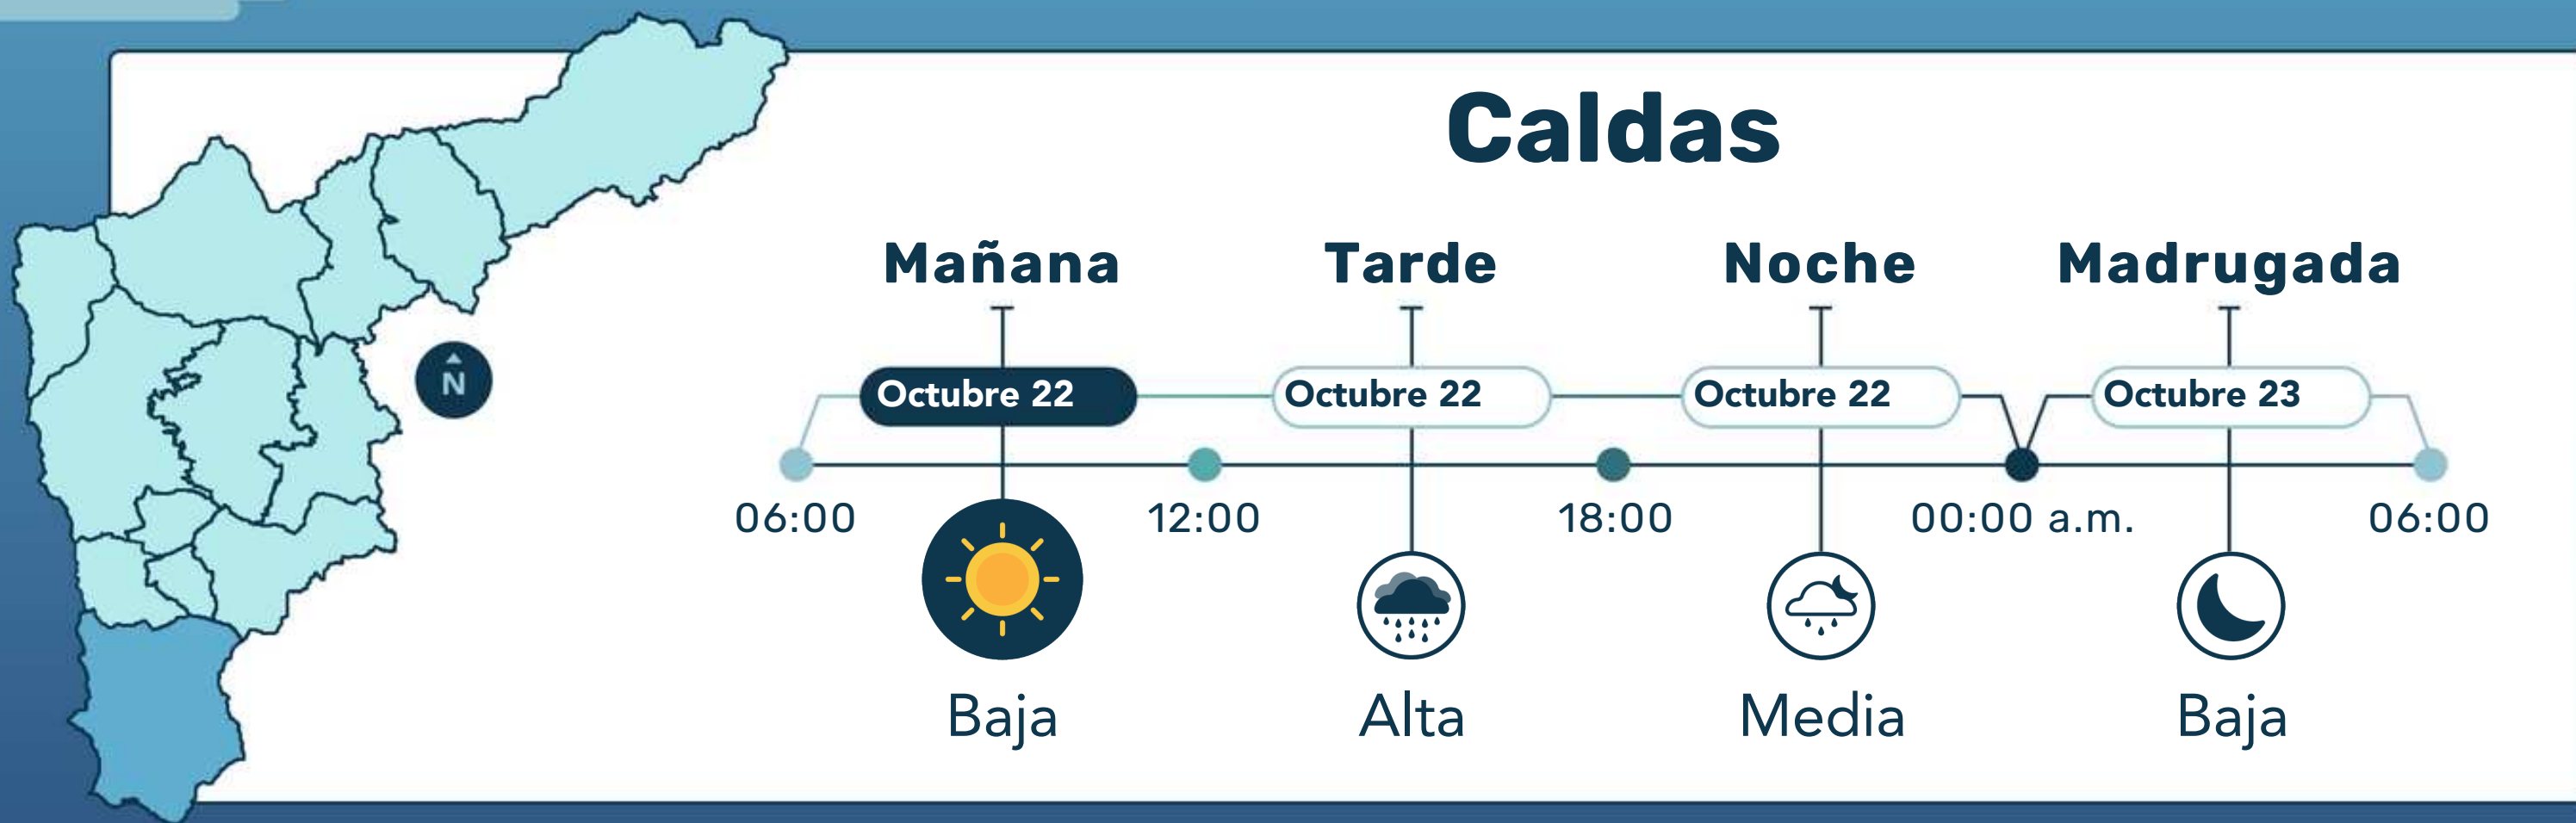 Caldas
Mañana Tarde Noche Madrugada
N
Octubre 22 Octubre 22 Octubre 22 Octubre 23
06:00 12:00 18:00 00:00 a.m. 06:00
Baja Alta Media Baja